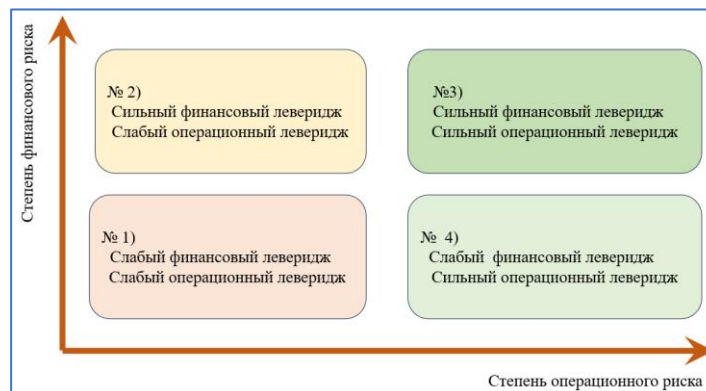 Степень финансового риска
№ 2)
Сильный финансовый леверидж
Слабый операционный леверидж
№3)
Сильный финансовый леверидж
Сильный операционный леверидж
№ 1)
Слабый финансовый леверидж
Слабый операционный леверидж
№ 4)
Слабый финансовый леверидж
Сильный операционный леверидж
Степень операционного риска